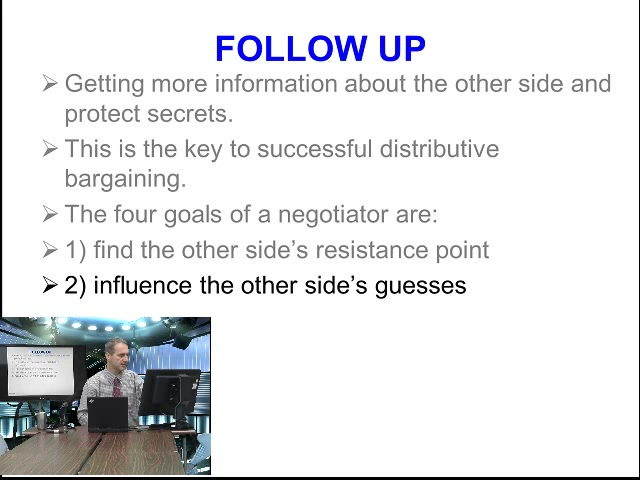 FOLLOW UP
➢ Getting more information about the other side and
protect secrets.
➢ This is the key to successful distributive
bargaining.
➢ The four goals of a negotiator are:
➢ 1) find the other side’s resistance point
➢ 2) influence the other side’s guesses
FOLLOW UP